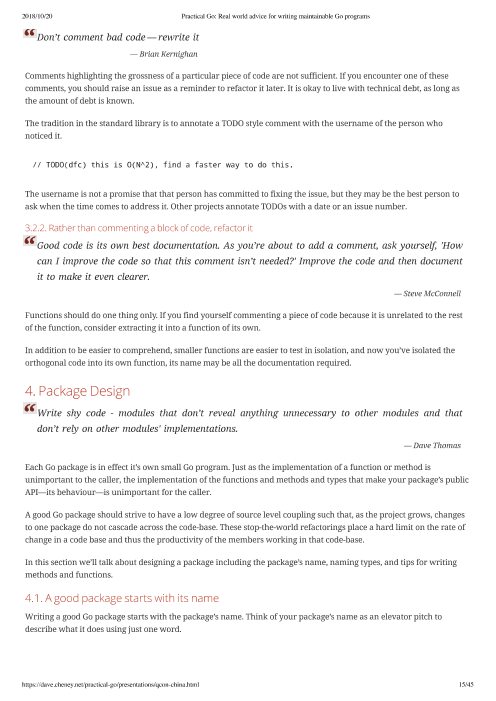 2018/10/20 Practical Go: Real world advice for writing maintainable Go programs
“Don’t comment bad code — rewrite it
— Brian Kernighan
Comments highlighting the grossness of a particular piece of code are not sufficient. If you encounter one of these
comments, you should raise an issue as a reminder to refactor it later. It is okay to live with technical debt, as long as
the amount of debt is known.
The tradition in the standard library is to annotate a TODO style comment with the username of the person who
noticed it.
// TODO(dfc) this is O(N^2), find a faster way to do this.
The username is not a promise that that person has committed to fixing the issue, but they may be the best person to
ask when the time comes to address it. Other projects annotate TODOs with a date or an issue number.
3.2.2. Rather than commenting a block of code, refactor it
“Good code is its own best documentation. As you’re about to add a comment, ask yourself, 'How
can I improve the code so that this comment isn’t needed?' Improve the code and then document
it to make it even clearer.
— Steve McConnell
Functions should do one thing only. If you find yourself commenting a piece of code because it is unrelated to the rest
of the function, consider extracting it into a function of its own.
In addition to be easier to comprehend, smaller functions are easier to test in isolation, and now you’ve isolated the
orthogonal code into its own function, its name may be all the documentation required.
4. Package Design
“Write shy code - modules that don’t reveal anything unnecessary to other modules and that
don’t rely on other modules' implementations.
— Dave Thomas
Each Go package is in effect it’s own small Go program. Just as the implementation of a function or method is
unimportant to the caller, the implementation of the functions and methods and types that make your package’s public
API—its behaviour—is unimportant for the caller.
A good Go package should strive to have a low degree of source level coupling such that, as the project grows, changes
to one package do not cascade across the code-base. These stop-the-world refactorings place a hard limit on the rate of
change in a code base and thus the productivity of the members working in that code-base.
In this section we’ll talk about designing a package including the package’s name, naming types, and tips for writing
methods and functions.
4.1. A good package starts with its name
Writing a good Go package starts with the package’s name. Think of your package’s name as an elevator pitch to
describe what it does using just one word.
https://dave.cheney.net/practical-go/presentations/qcon-china.html 15/45